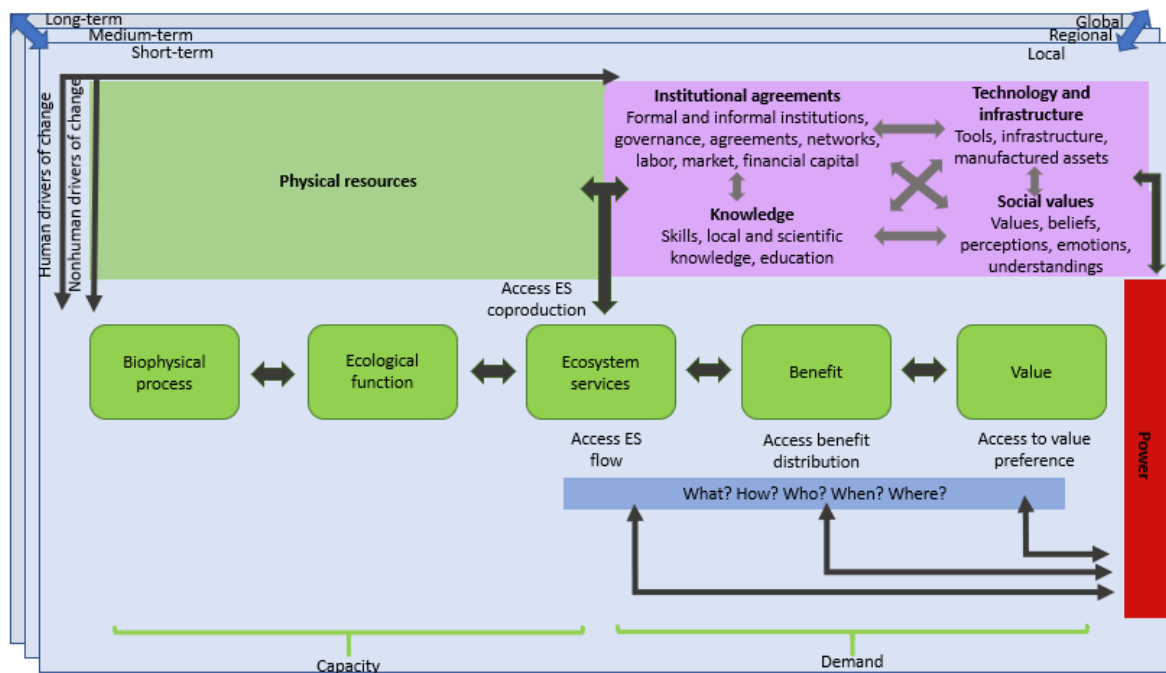 Long-term
Global
Medium-term
Regional
Short-term
Local
Human drivers of change
Nonhuman drivers of change
Physical resources
Institutional agreements
Formal and informal institutions,
governance, agreements, networks,
labor, market, financial capital
Technology and
infrastructure
Tools, infrastructure,
manufactured assets
Knowledge
Skills, local and scientific
knowledge, education
Social values
Values, beliefs,
perceptions, emotions,
understandings
Access ES
coproduction
Biophysical
process
Ecological
function
Ecosystem
services
Benefit
Value
Power
Access ES
flow
Access benefit
distribution
Access to value
preference
What? How? Who? When? Where?
Capacity
Demand